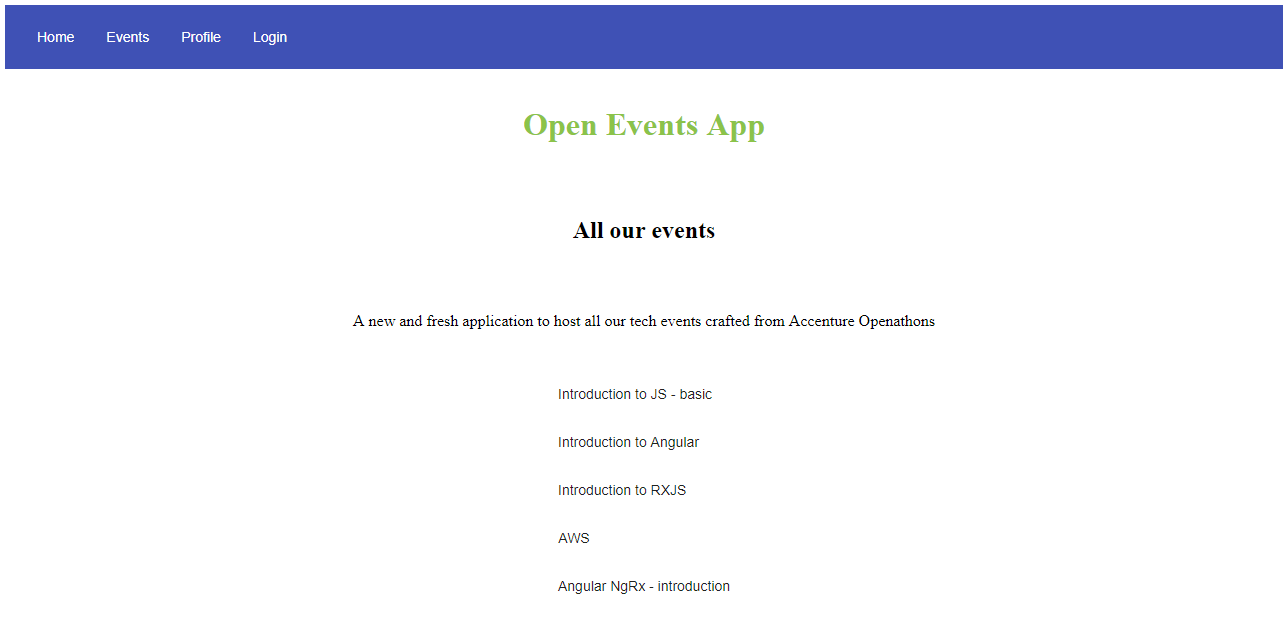 Home Events Profile Login
Open Events App
All our events
A new and fresh application to host all our tech events crafted from Accenture Openathons
Introduction to JS - basic
Introduction to Angular
Introduction to RXJS
AWS
Angular NgRx - introduction